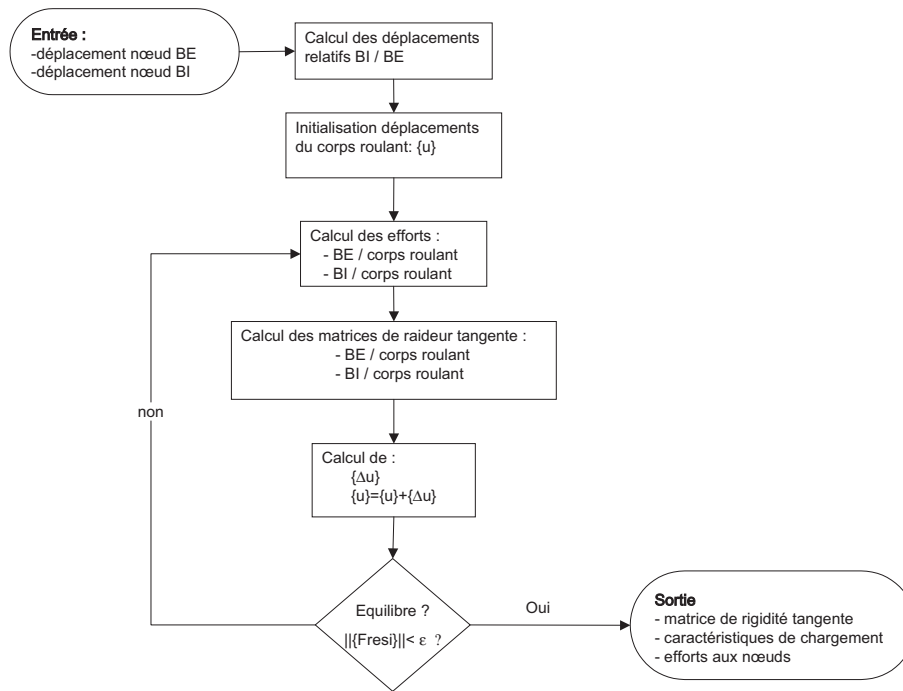 Entrée :
-déplacement nœud BE
-déplacement nœud BI
Calcul des déplacements
relatifs BI / BE
Initialisation déplacements
du corps roulant: {u}
Calcul des efforts :
- BE / corps roulant
- BI / corps roulant
Calcul des matrices de raideur tangente :
- BE / corps roulant
- BI / corps roulant
non
Calcul de :
{Δu}
{u}={u}+{Δu}
Equilibre ?
||{Fresi}||< ε ?
Oui
Sortie
- matrice de rigidité tangente
- caractéristiques de chargement
- efforts aux nœuds